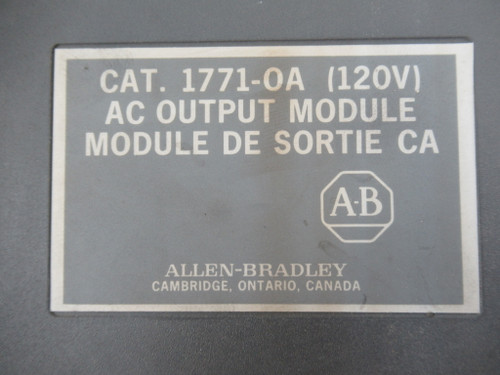 CAT. 1771-OA (120V)
AC OUTPUT MODULE
MODULE DE SORTIE CA
A-B
ALLEN-BRADLEY
CAMBRIDGE, ONTARIO, CANADA